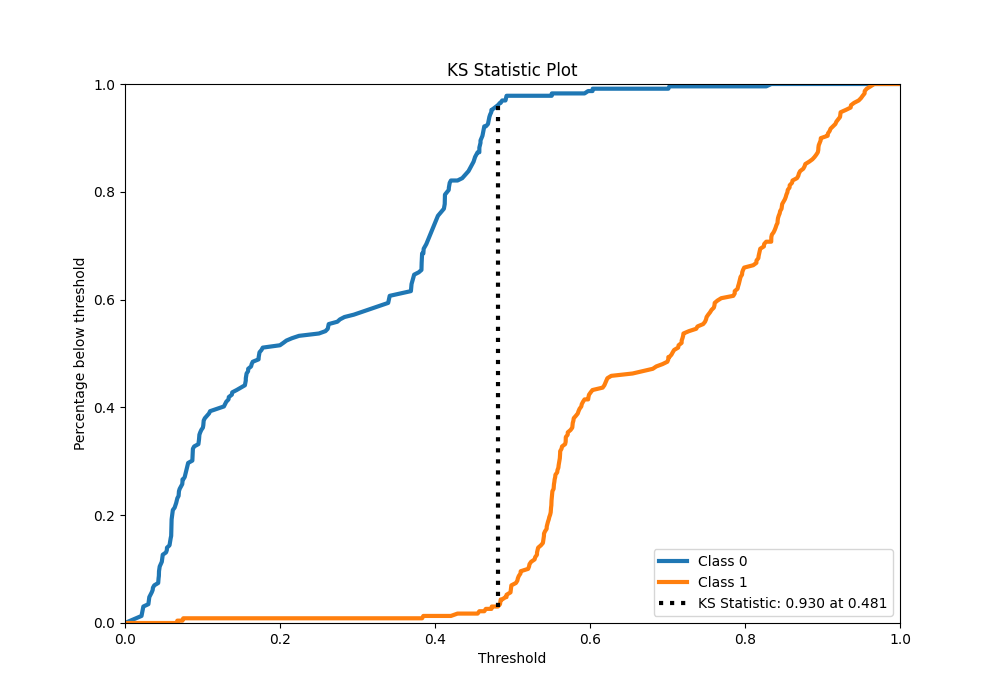 KS Statistic Plot
1.0
0.8
0.6
0.4
0.2
0.0
Percentage below threshold
0.0 0.2 0.4 0.6 0.8 1.0
Threshold
Class 0
Class 1
KS Statistic: 0.930 at 0.481